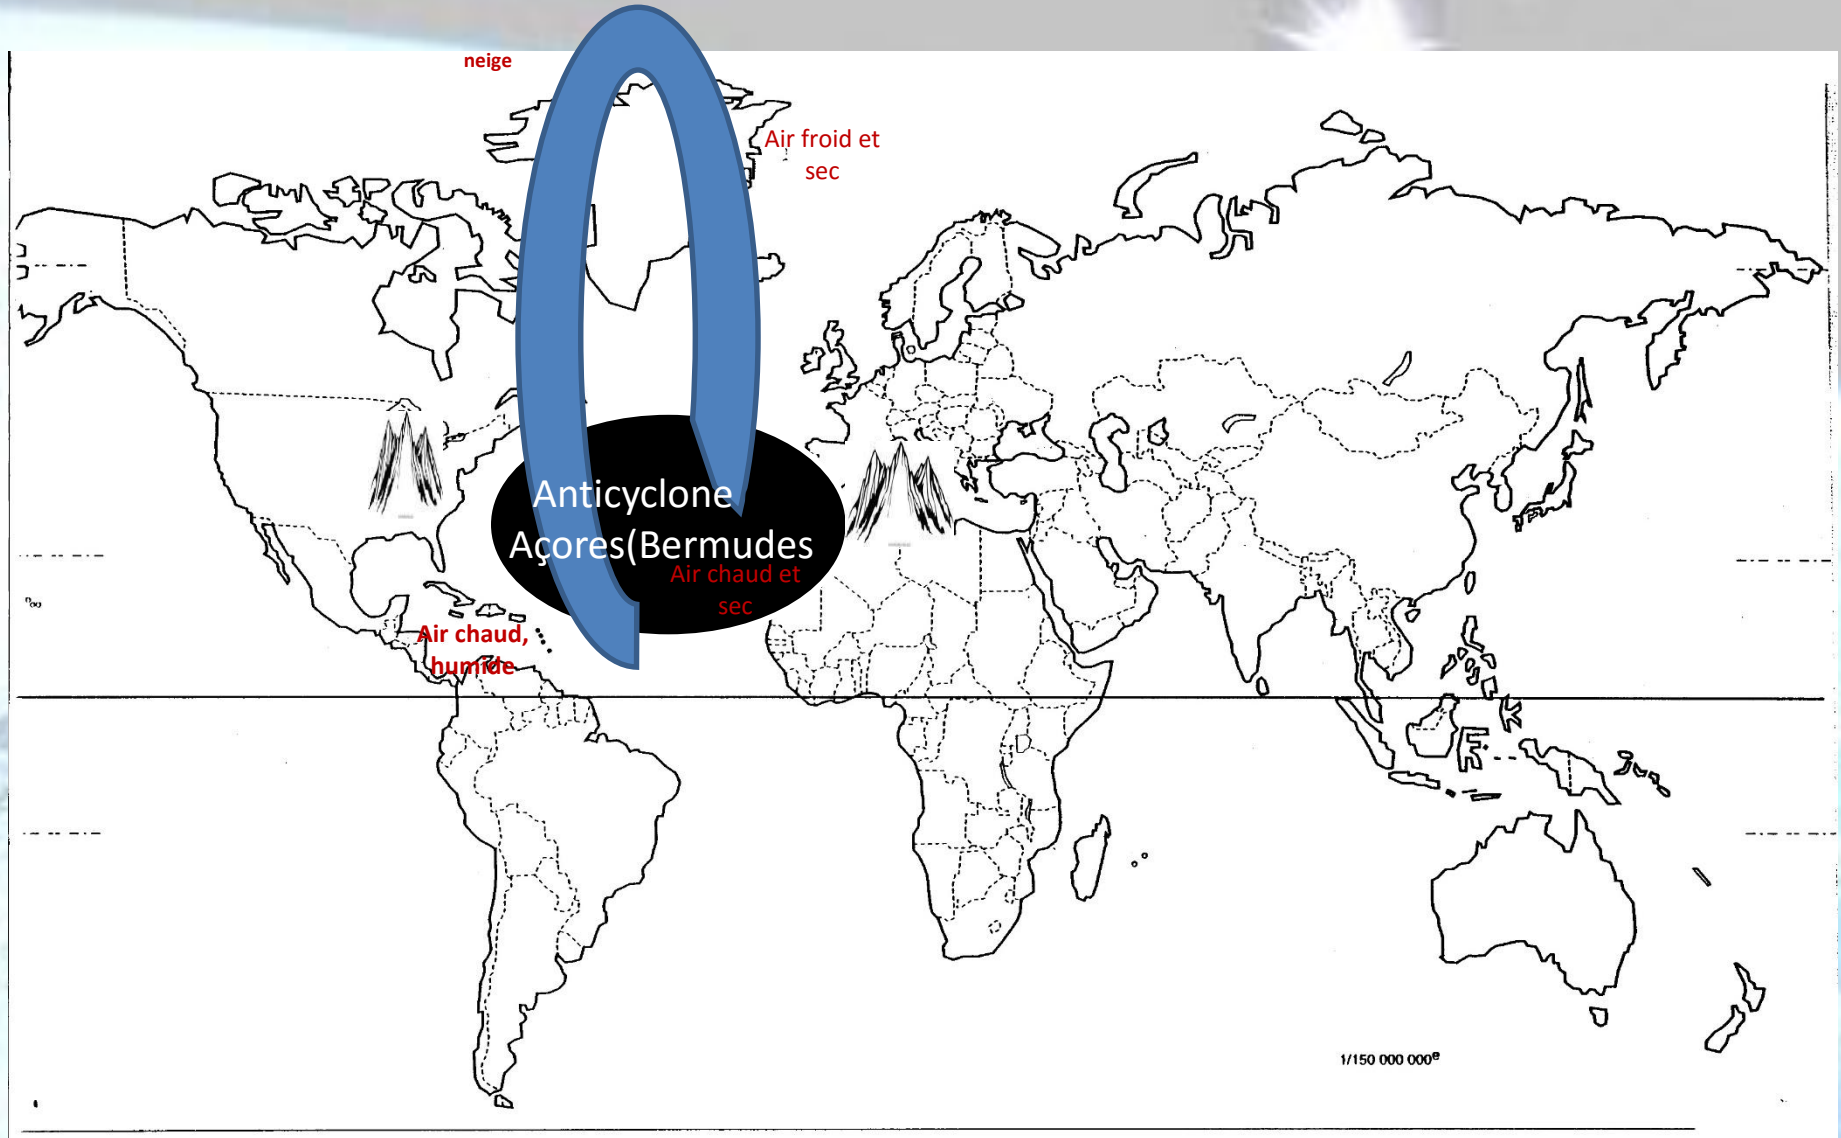 neige
Air froid et
sec
Anticyclone
Açores(Bermudes
Air chaud et
sec
Air chaud,
humide
1/150 000 000e